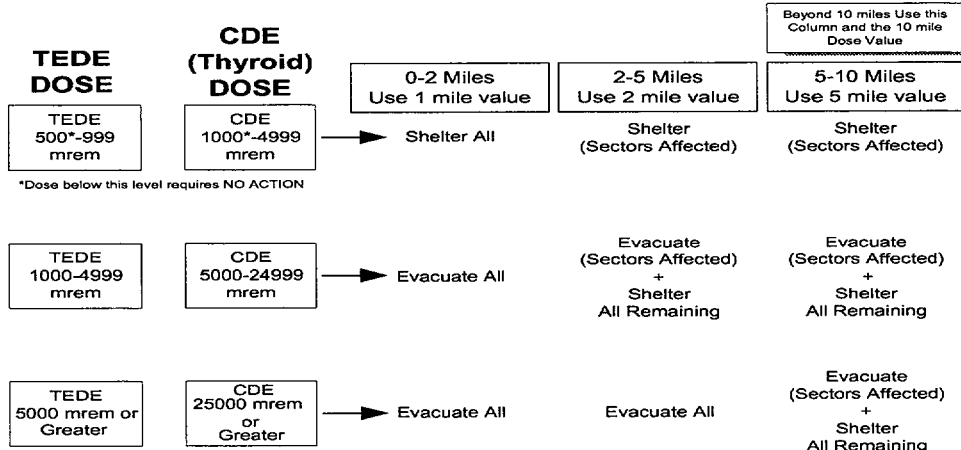 Beyond 10 miles Use this
Column and the 10 mile
Dose Value
TEDE
DOSE
CDE
(Thyroid)
DOSE
0-2 Miles
Use 1 mile value
2-5 Miles
Use 2 mile value
5-10 Miles
Use 5 mile value
TEDE
500*-999
mrem
CDE
1000*-4999
mrem
Shelter All
Shelter
(Sectors Affected)
Shelter
(Sectors Affected)
*Dose below this level requires NO ACTION
TEDE
1000-4999
mrem
CDE
5000-24999
mrem
Evacuate All
Evacuate
(Sectors Affected)
+
Shelter
All Remaining
Evacuate
(Sectors Affected)
+
Shelter
All Remaining
TEDE
5000 mrem or
Greater
CDE
25000 mrem
or
Greater
Evacuate All
Evacuate All
Evacuate
(Sectors Affected)
+
Shelter
All Remaining